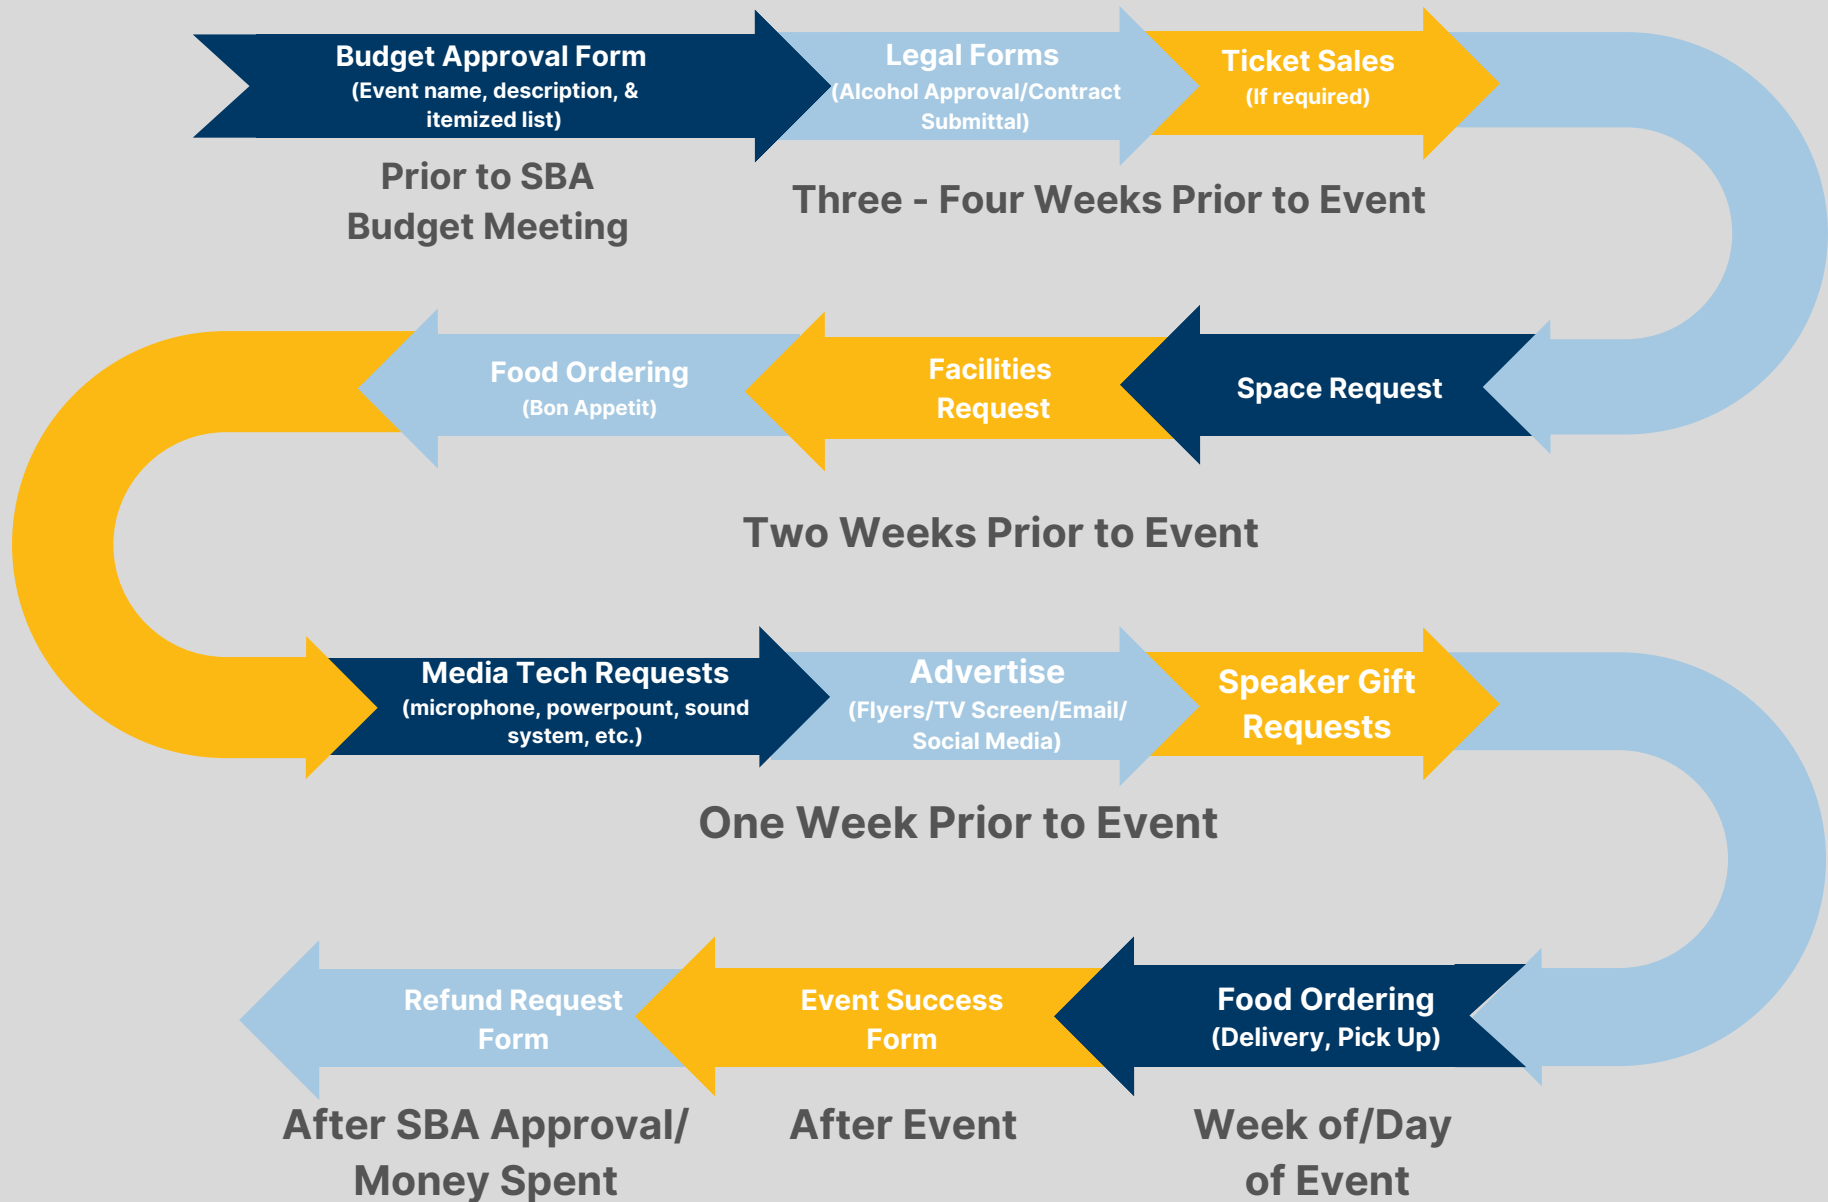 Budget Approval Form
(Event name, description, &
itemized list)
Legal Forms
(Alcohol Approval/Contract
Submittal)
Ticket Sales
(If required)
Prior to SBA
Budget Meeting
Three - Four Weeks Prior to Event
Space Request
Facilities
Request
Food Ordering
(Bon Appetit)
Two Weeks Prior to Event
Media Tech Requests
(microphone, powerpount, sound
system, etc.)
Advertise
(Flyers/TV Screen/Email/
Social Media)
Speaker Gift
Requests
One Week Prior to Event
Food Ordering
(Delivery, Pick Up)
Week of/Day
of Event
Event Success
Form
After Event
Refund Request
Form
After SBA Approval/
Money Spent